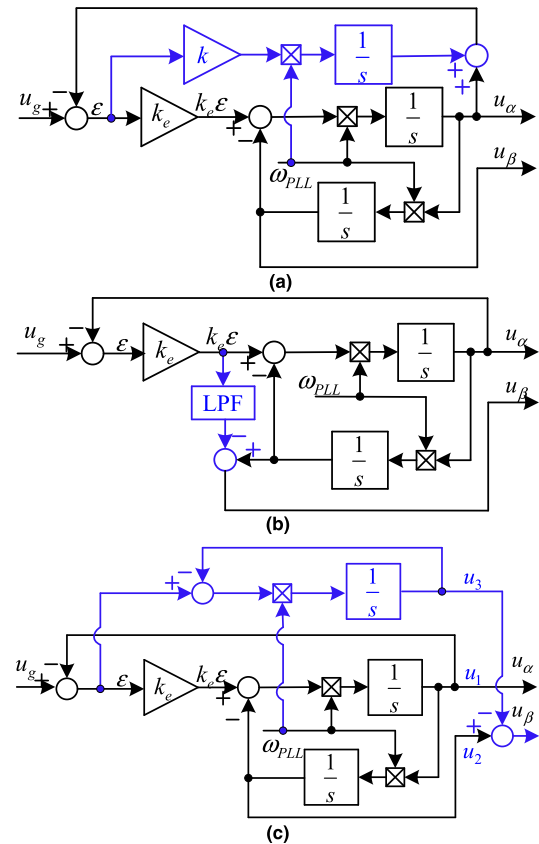 k
1
s
+
+
−
u_g
+
ε
k_e
k_eε
+
−
1
s
u_α
ω_PLL
u_β
1
s
(a)
−
u_g
+
ε
k_e
k_eε
+
−
1
s
u_α
LPF
ω_PLL
u_β
−
+
1
s
(b)
+
−
−
1
s
u_3
−
u_g
+
ε
k_e
k_eε
+
−
1
s
u_1
u_α
−
u_β
+
ω_PLL
1
s
u_2
(c)